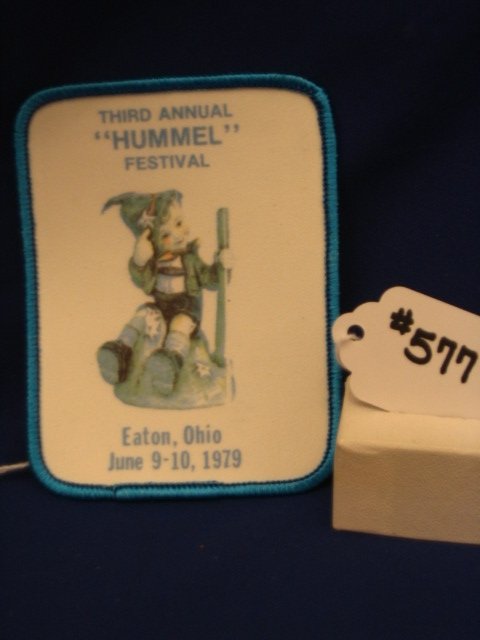 THIRD ANNUAL
"HUMMEL"
FESTIVAL
Eaton, Ohio
June 9-10, 1979
#577